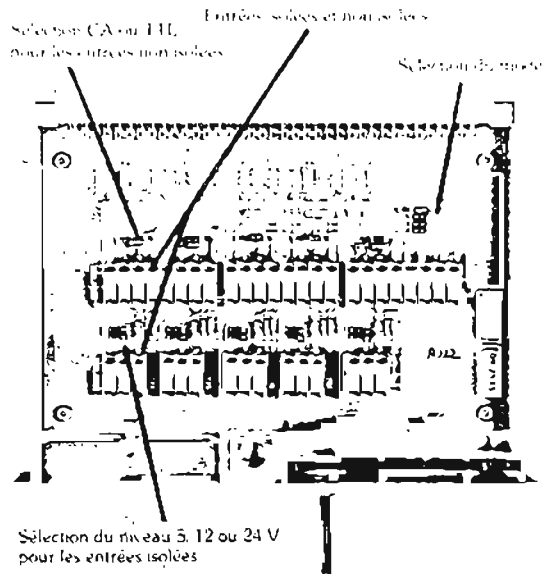 Entrées isolées et non isolées
Sélection CA ou TTL
pour les entrées non isolées
Sélection du mode
Sélection du niveau 5, 12 ou 24 V
pour les entrées isolées